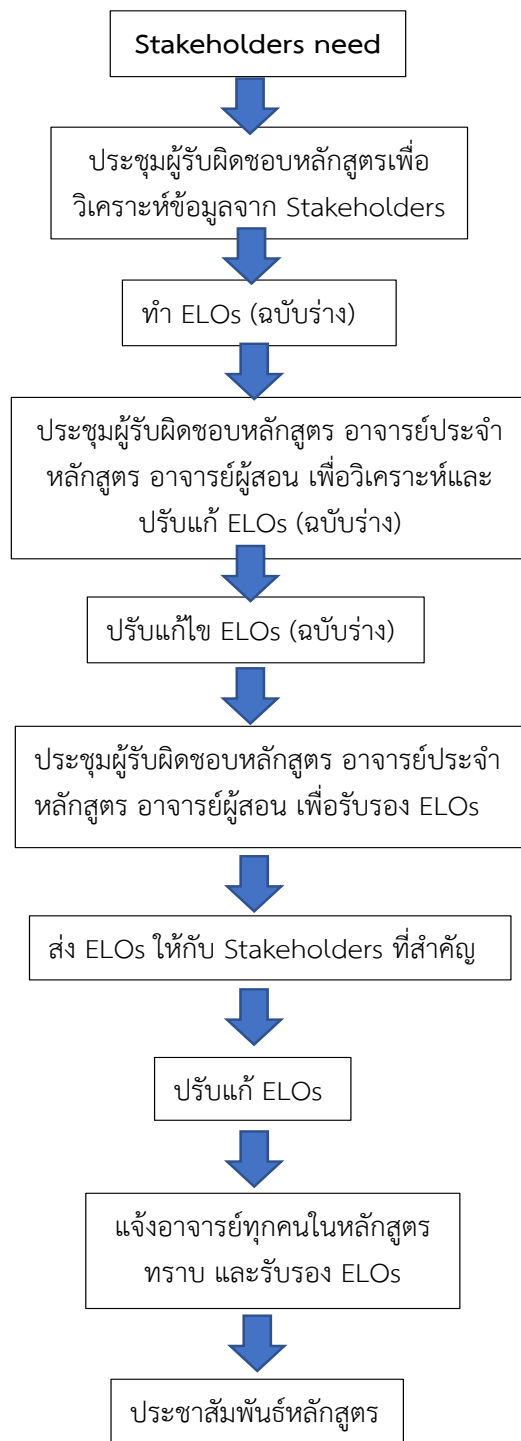 Stakeholders need
ประชุมผู้รับผิดชอบหลักสูตรเพื่อ
วิเคราะห์ข้อมูลจาก Stakeholders
ทำ ELOs (ฉบับร่าง)
ประชุมผู้รับผิดชอบหลักสูตร อาจารย์ประจำ
หลักสูตร อาจารย์ผู้สอน เพื่อวิเคราะห์และ
ปรับแก้ ELOs (ฉบับร่าง)
ปรับแก้ไข ELOs (ฉบับร่าง)
ประชุมผู้รับผิดชอบหลักสูตร อาจารย์ประจำ
หลักสูตร อาจารย์ผู้สอน เพื่อรับรอง ELOs
ส่ง ELOs ให้กับ Stakeholders ที่สำคัญ
ปรับแก้ ELOs
แจ้งอาจารย์ทุกคนในหลักสูตร
ทราบ และรับรอง ELOs
ประชาสัมพันธ์หลักสูตร